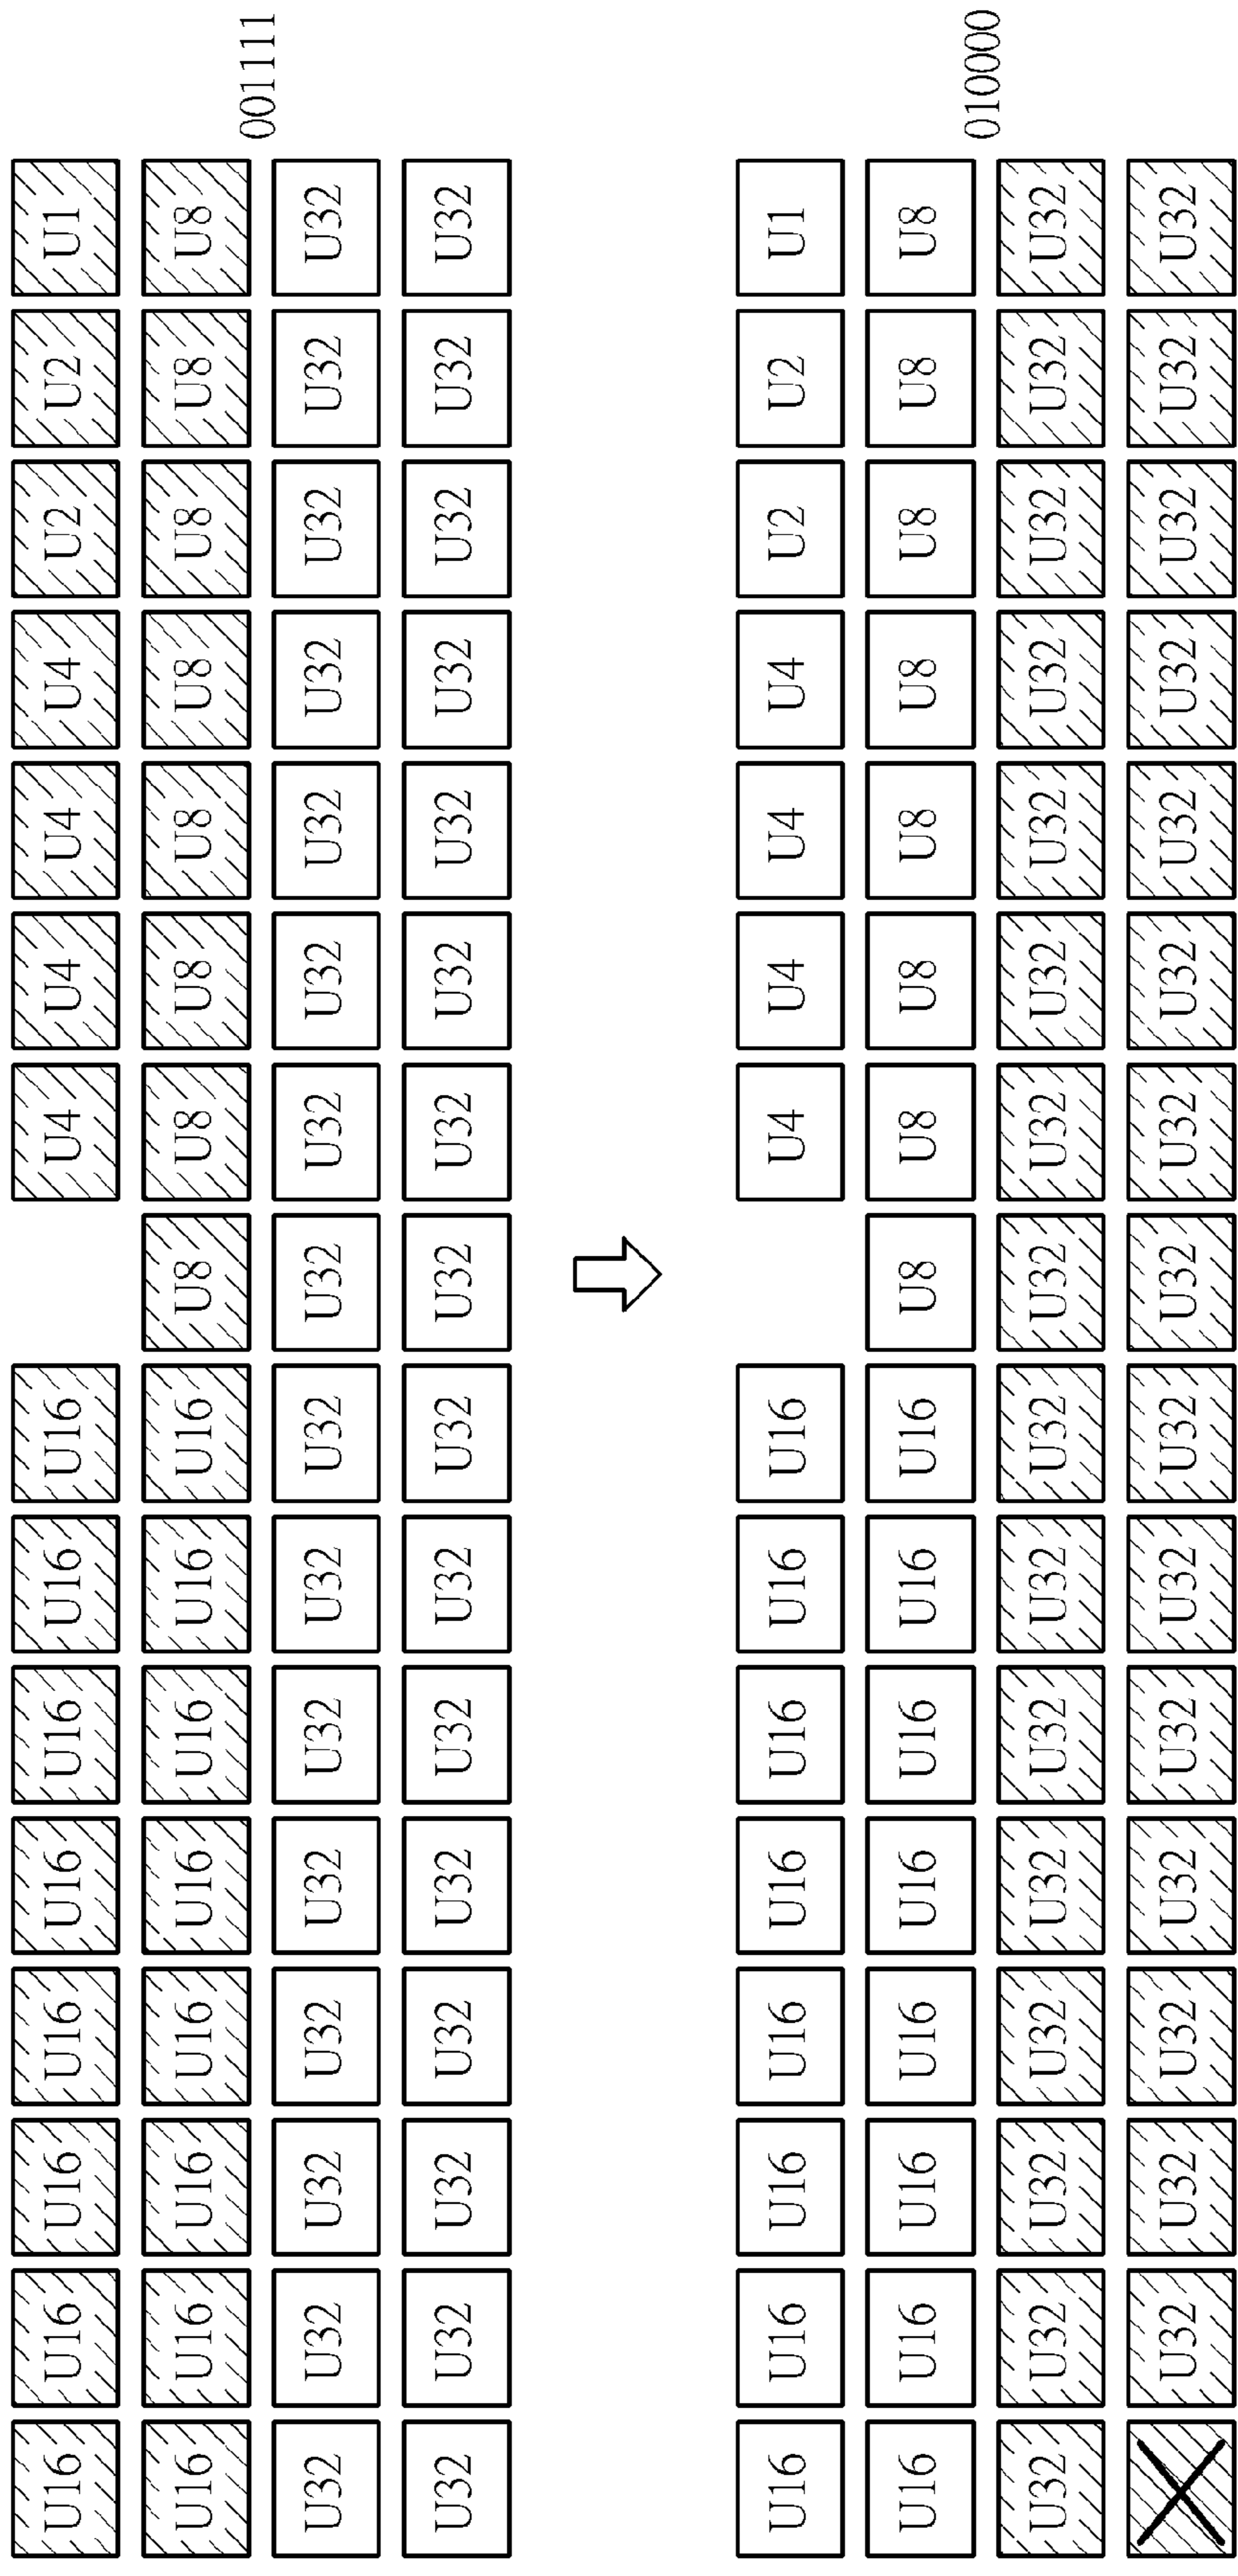 U16 U16 U16 U16 U16 U16 U16 U16 U4 U4 U4 U4 U2 U2 U1
U16 U16 U16 U16 U16 U16 U16 U16 U8 U8 U8 U8 U8 U8 U8 U8
001111
U32 U32 U32 U32 U32 U32 U32 U32 U32 U32 U32 U32 U32 U32 U32 U32
U32 U32 U32 U32 U32 U32 U32 U32 U32 U32 U32 U32 U32 U32 U32 U32
U16 U16 U16 U16 U16 U16 U16 U16 U4 U4 U4 U4 U2 U2 U1
U16 U16 U16 U16 U16 U16 U16 U16 U8 U8 U8 U8 U8 U8 U8 U8
010000
U32 U32 U32 U32 U32 U32 U32 U32 U32 U32 U32 U32 U32 U32 U32 U32
U32 U32 U32 U32 U32 U32 U32 U32 U32 U32 U32 U32 U32 U32 U32